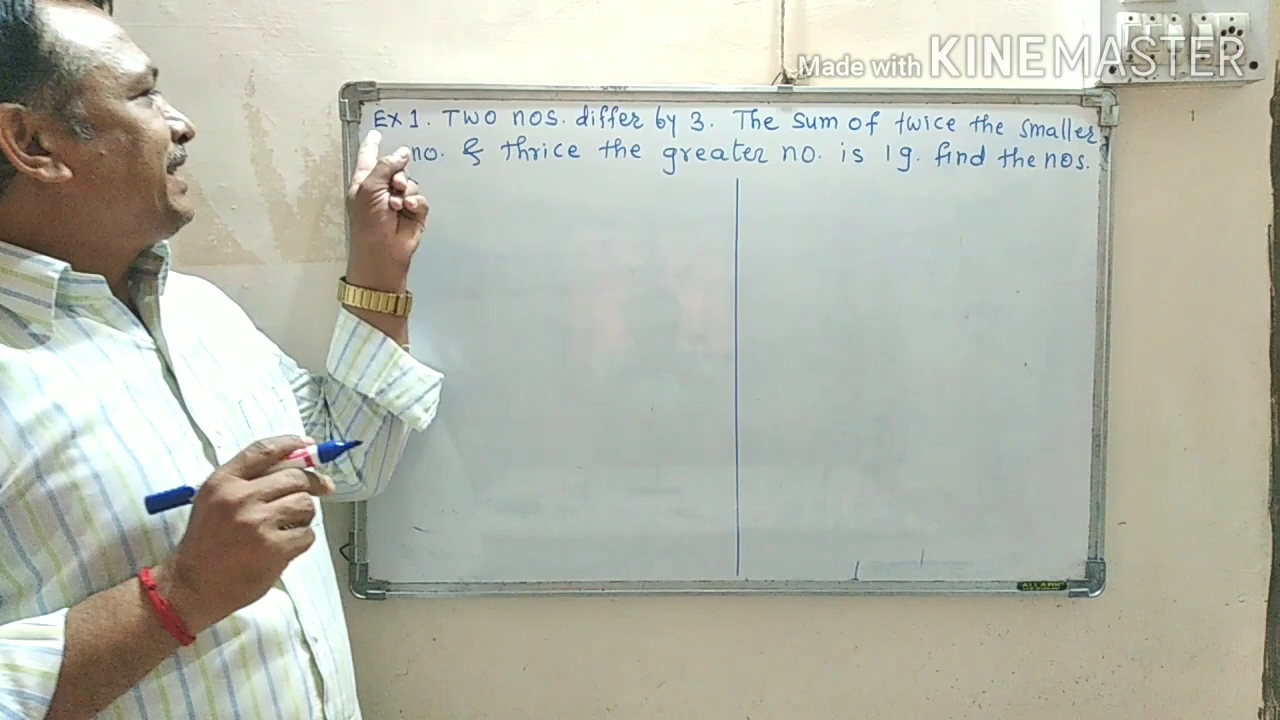 Made with KINEMASTER
Ex 1. Two nos. differ by 3. The sum of twice the smaller
no. & thrice the greater no. is 19. find the nos.